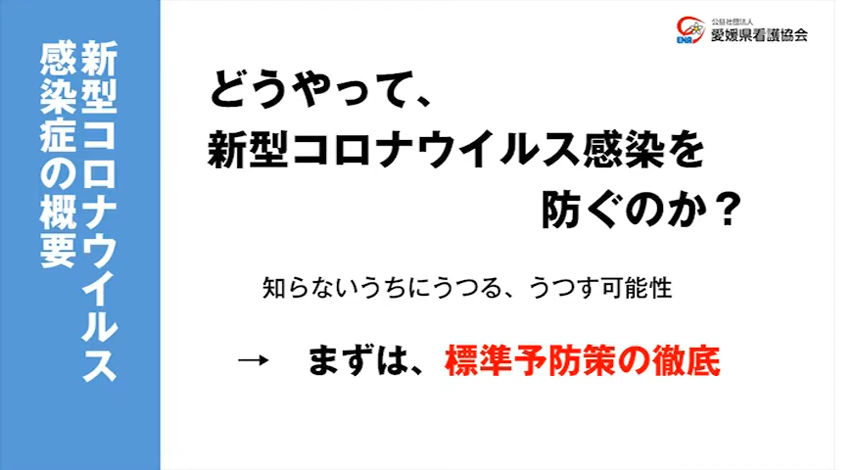 新型コロナウイルス
感染症の概要
公益社団法人
愛媛県看護協会
ENA
どうやって、
新型コロナウイルス感染を
防ぐのか？
知らないうちにうつる、うつす可能性
→ まずは、標準予防策の徹底